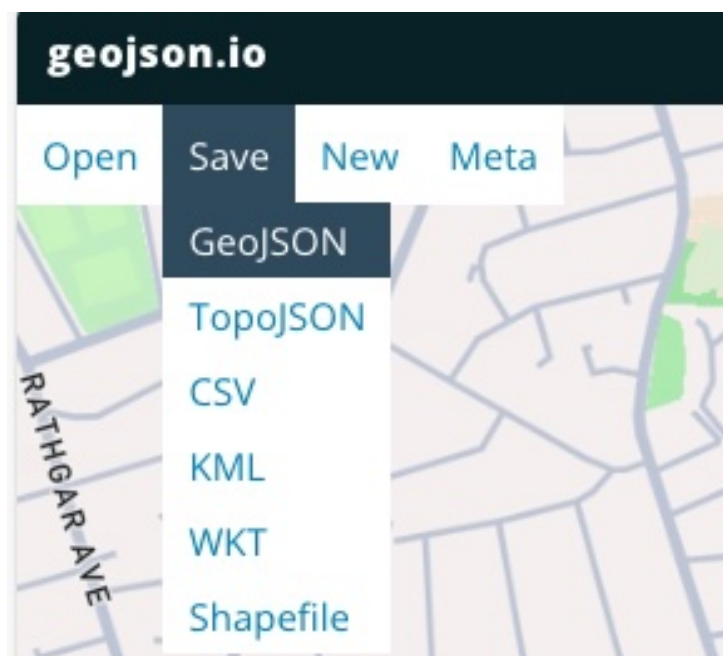 geojson.io
Open Save New Meta
GeoJSON
TopoJSON
CSV
KML
WKT
Shapefile
RATHGAR AVE